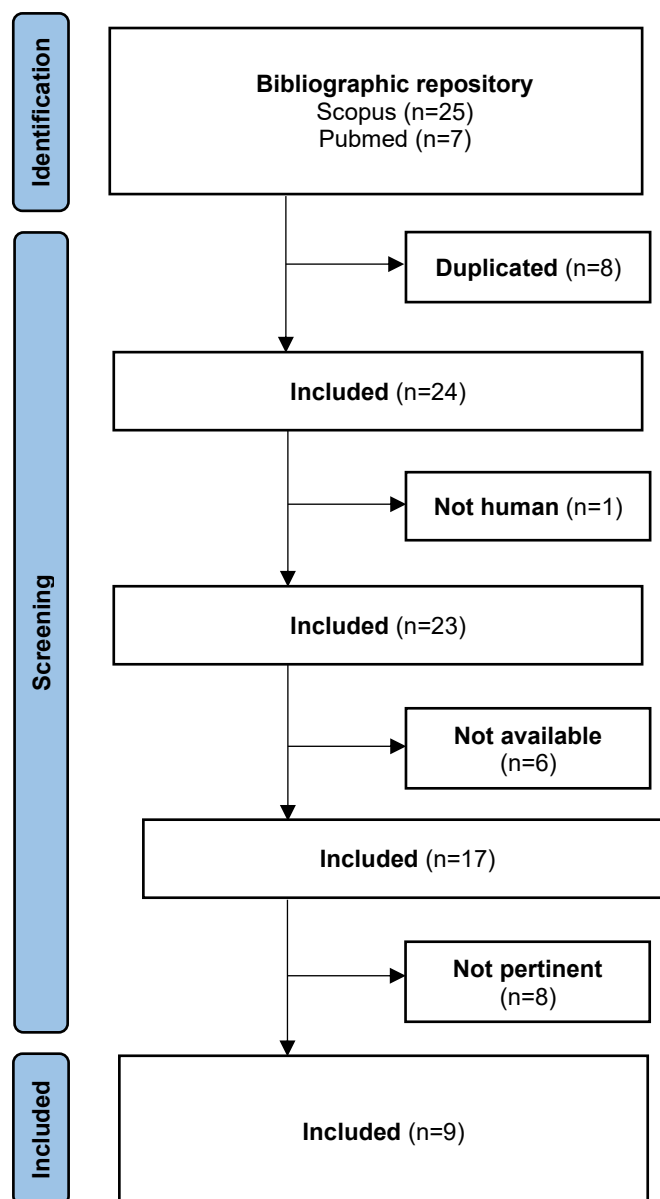 Identification
Bibliographic repository
Scopus (n=25)
Pubmed (n=7)
Screening
Duplicated (n=8)
Included (n=24)
Not human (n=1)
Included (n=23)
Not available
(n=6)
Included (n=17)
Not pertinent
(n=8)
Included
Included (n=9)